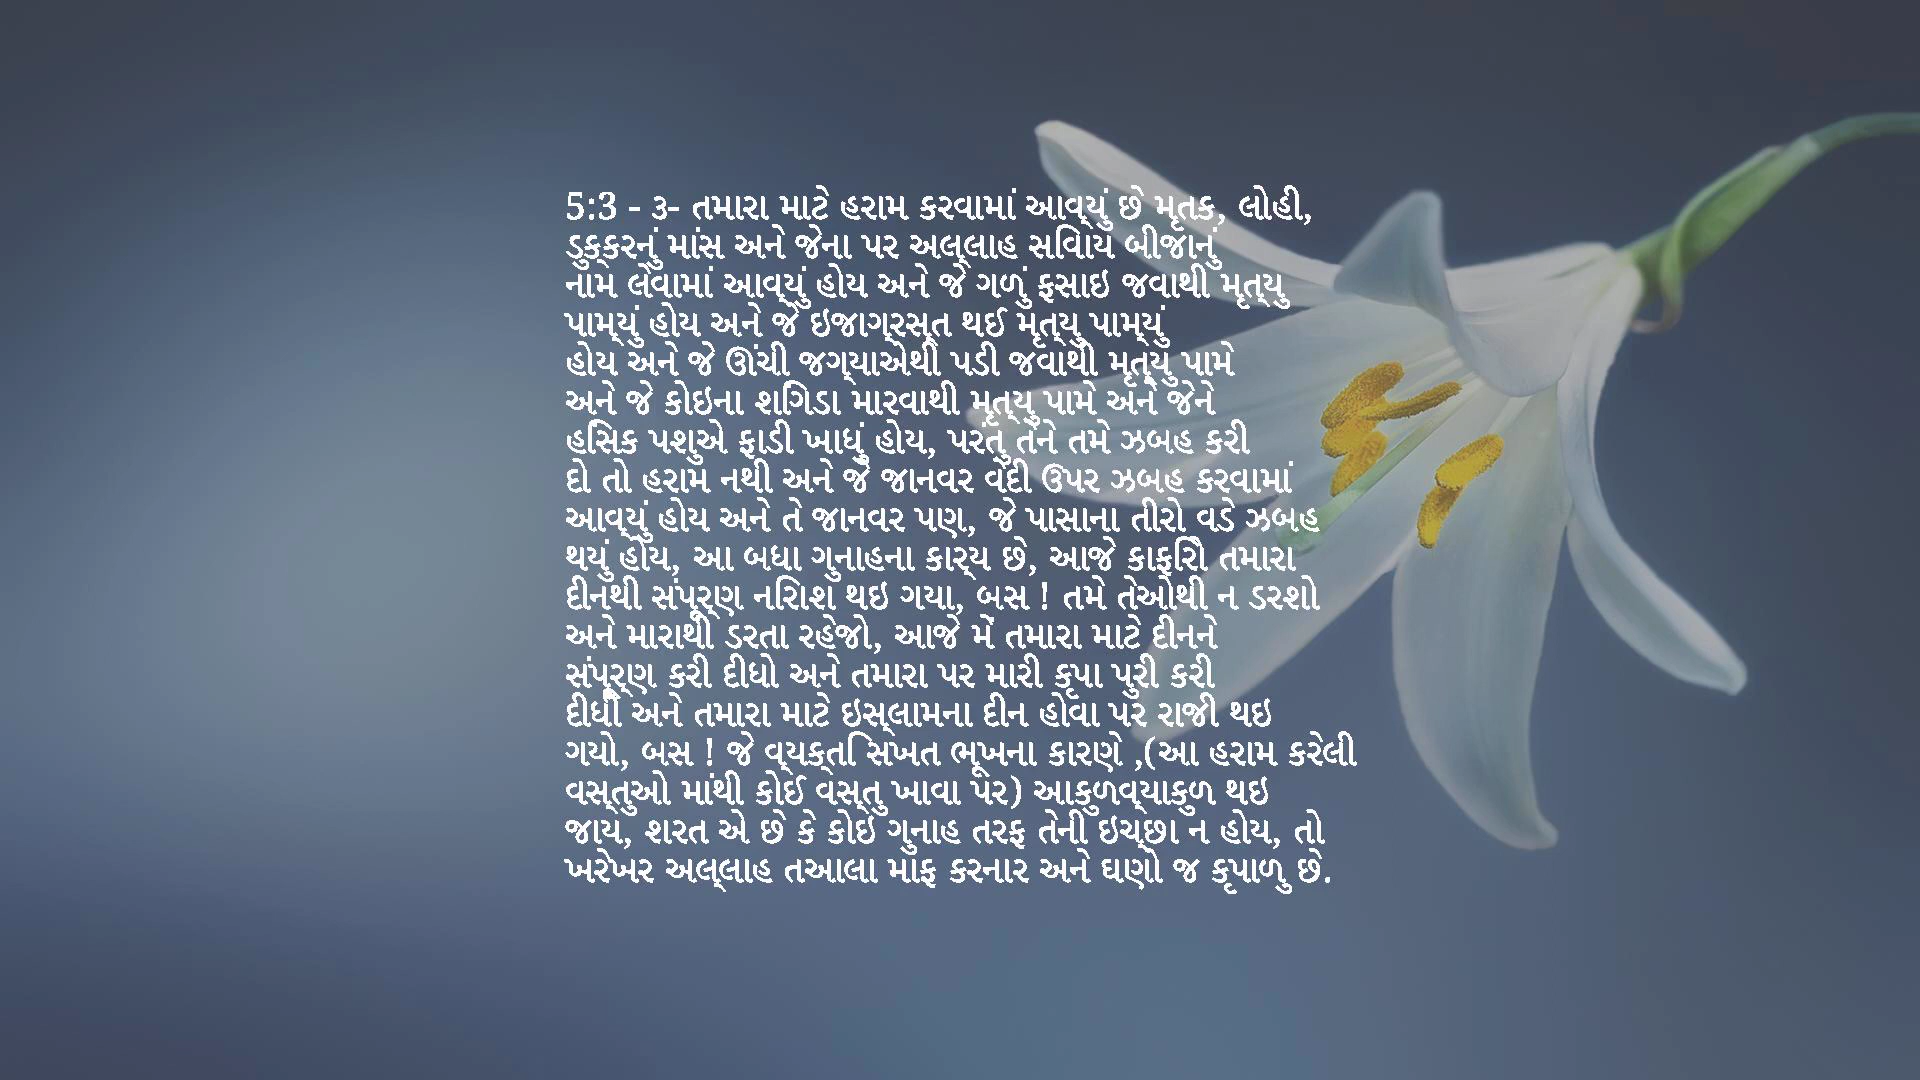 5:3 - ૩- તમારા માટે હરામ કરવામાં આવ્યું છે મૃતક, લોહી,
ડુક્કરનું માંસ અને જેના પર અલ્લાહ સિવાય બીજાનું
નામ લેવામાં આવ્યું હોય અને જે ગળું ફસાઇ જવાથી મૃત્યુ
પામ્યું હોય અને જે ઇજાગ્રસ્ત થઈ મૃત્યુ પામ્યું
હોય અને જે ઊંચી જગ્યાએથી પડી જવાથી મૃત્યુ પામે
અને જે કોઇના શિંગડા મારવાથી મૃત્યુ પામે અને જેને
હિંસક પશુએ ફાડી ખાધું હોય, પરંતુ તેને તમે ઝબહ કરી
દો તો હરામ નથી અને જે જાનવર વેદી ઉપર ઝબહ કરવામાં
આવ્યું હોય અને તે જાનવર પણ, જે પાસાના તીરો વડે ઝબહ
થયું હોય, આ બધા ગુનાહના કાર્ય છે, આજે કાફિરો તમારા
દીનથી સંપૂર્ણ નિરાશ થઇ ગયા, બસ ! તમે તેઓથી ન ડરશો
અને મારાથી ડરતા રહેજો, આજે મેં તમારા માટે દીનને
સંપૂર્ણ કરી દીધો અને તમારા પર મારી કૃપા પુરી કરી
દીધી અને તમારા માટે ઇસ્લામના દીન હોવા પર રાજી થઇ
ગયો, બસ ! જે વ્યક્તિ સખિત ભૂખના કારણે ,(આ હરામ કરેલી
વસ્તુઓ માંથી કોઈ વસ્તુ ખાવા પર) આકુળવ્યાકુળ થઇ
જાય, શરત એ છે કે કોઇ ગુનાહ તરફ તેની ઇચ્છા ન હોય, તો
ખરેખર અલ્લાહ તઆલા માફ કરનાર અને ઘણો જ કૃપાળુ છે.